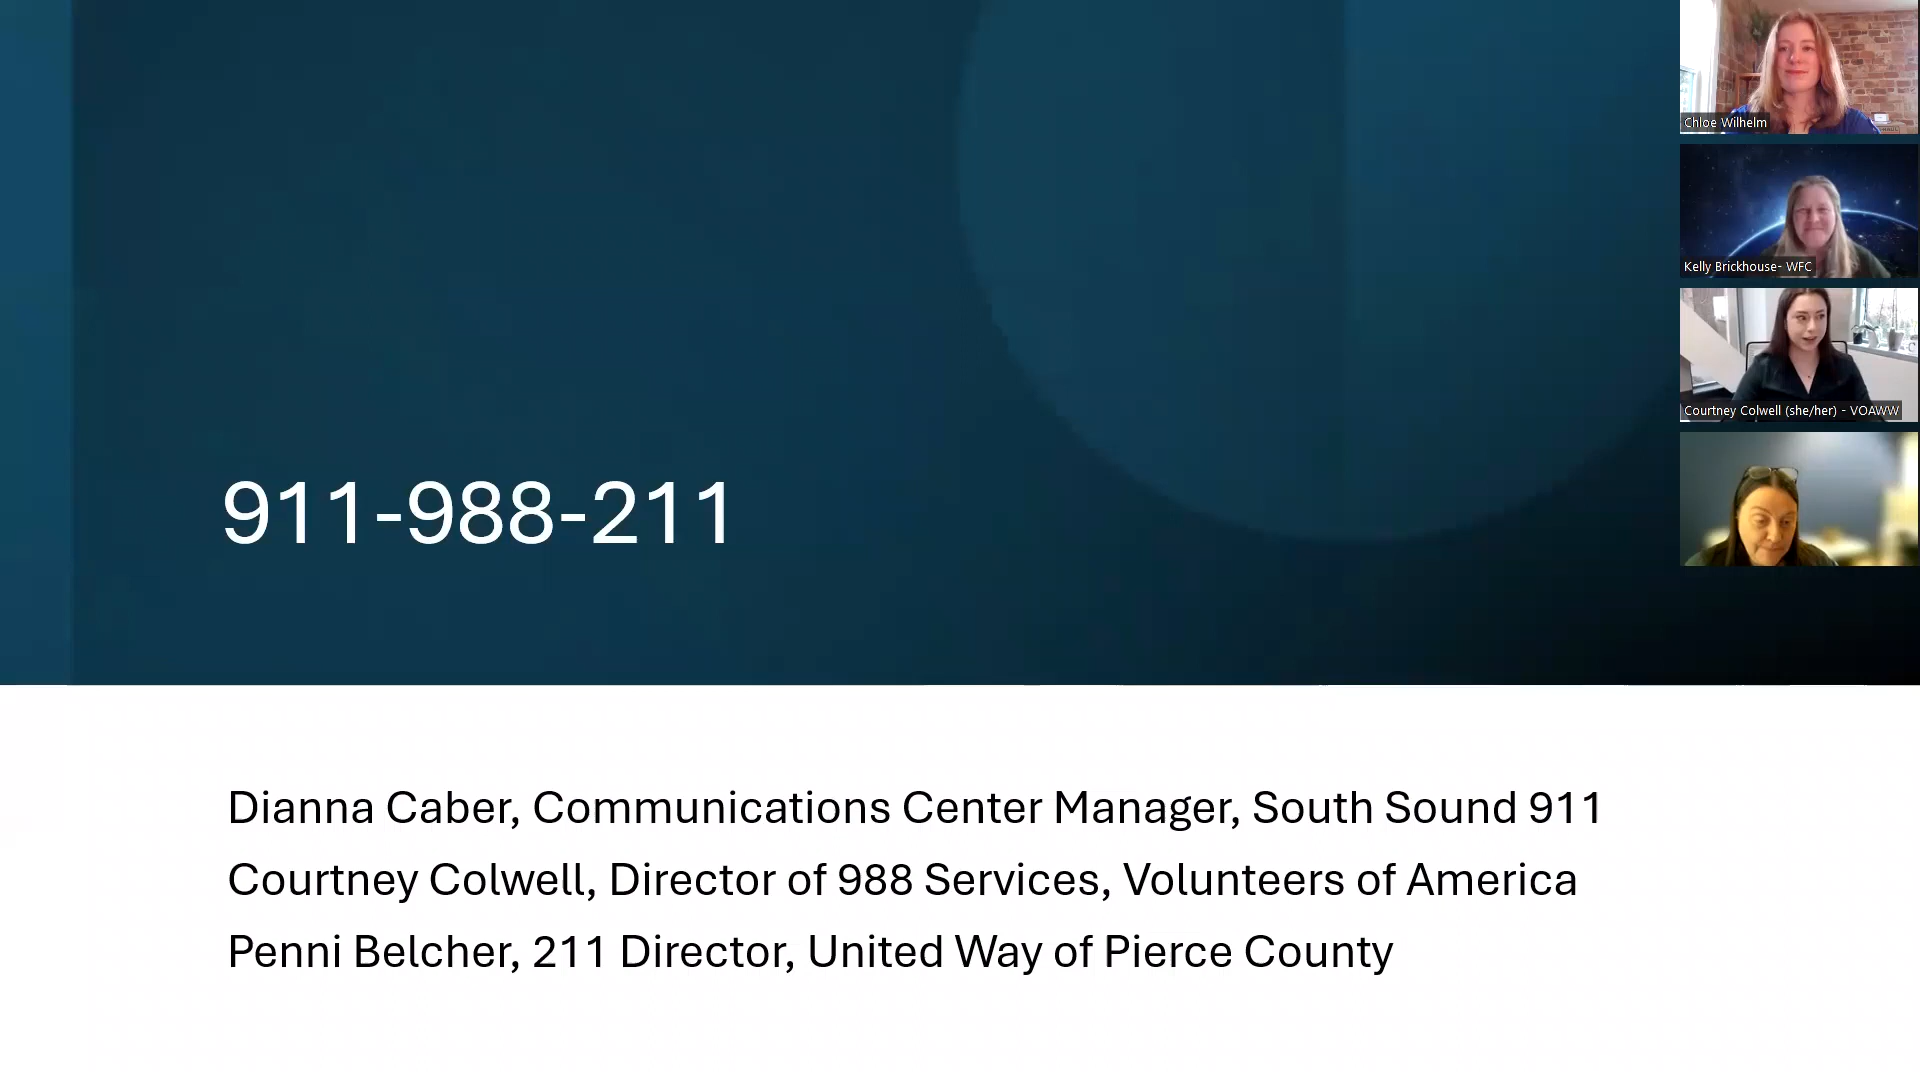 911-988-211
Dianna Caber, Communications Center Manager, South Sound 911
Courtney Colwell, Director of 988 Services, Volunteers of America
Penni Belcher, 211 Director, United Way of Pierce County
Chloe Wilhelm
Kelly Brickhouse- WFC
Courtney Colwell (she/her) - VOAWW